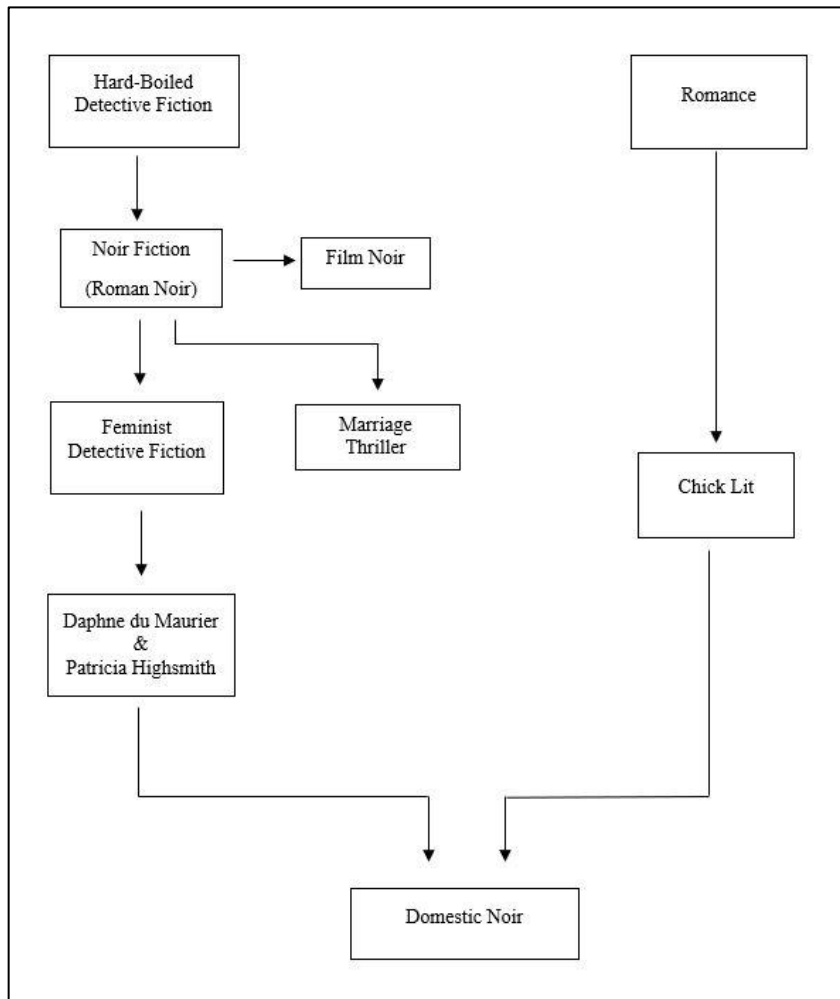 Hard-Boiled
Detective Fiction
Romance
Noir Fiction
(Roman Noir)
Film Noir
Feminist
Detective Fiction
Marriage
Thriller
Chick Lit
Daphne du Maurier
&
Patricia Highsmith
Domestic Noir